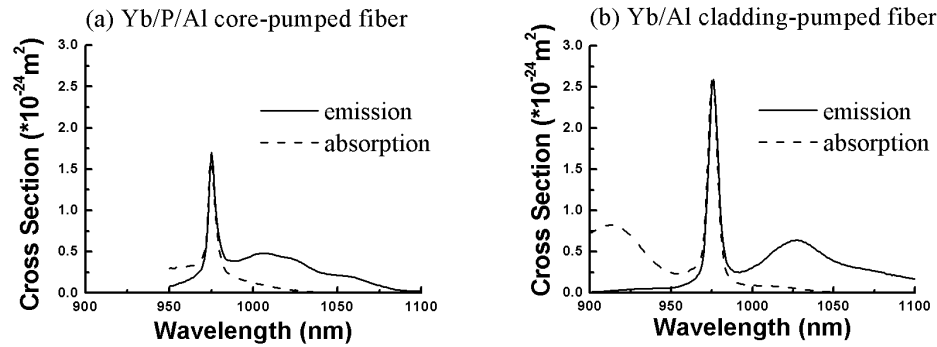 (a) Yb/P/Al core-pumped fiber
3.0
2.5
2.0
1.5
1.0
0.5
0.0
Cross Section (*10-24m2)
emission
absorption
900
950
1000
1050
1100
Wavelength (nm)
(b) Yb/Al cladding-pumped fiber
3.0
2.5
2.0
1.5
1.0
0.5
0.0
Cross Section (*10-24m2)
emission
absorption
900
950
1000
1050
1100
Wavelength (nm)